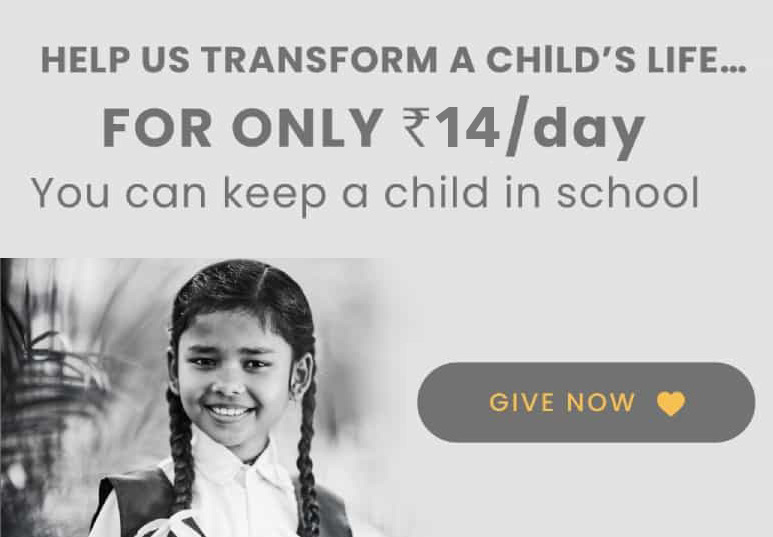 HELP US TRANSFORM A CHILD’S LIFE...
FOR ONLY ₹14/day
You can keep a child in school
GIVE NOW